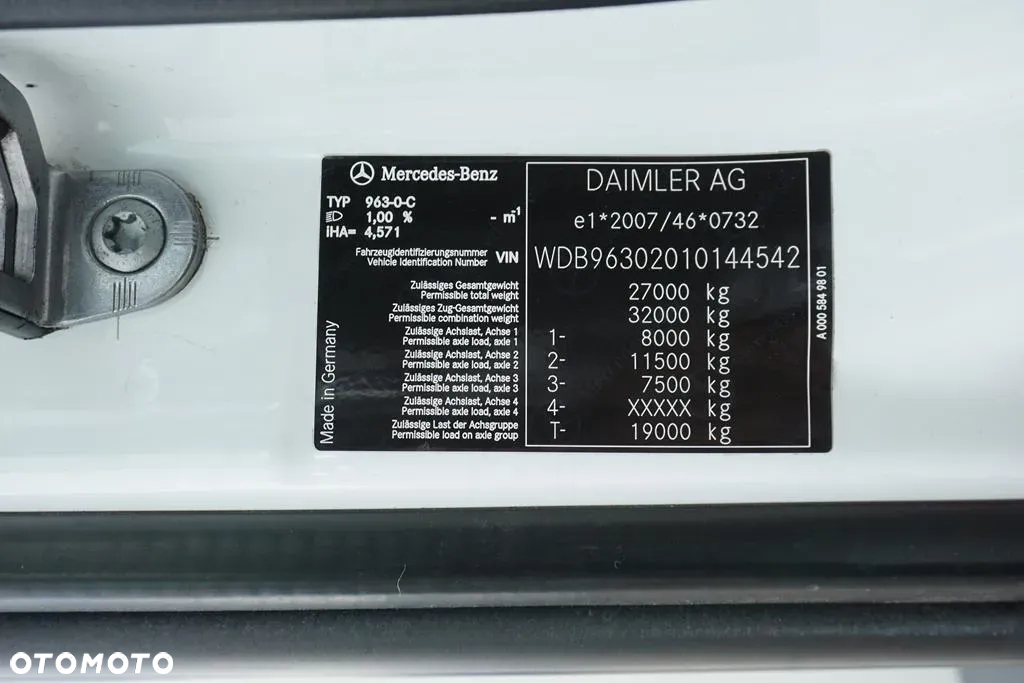 Mercedes-Benz
TYP 963-0-C
1,00 % - m-1
iHA= 4,571
Fahrzeugidentifizierungsnummer
Vehicle Identification Number VIN
Zulässiges Gesamtgewicht
Permissible total weight
Zulässiges Zug-Gesamtgewicht
Permissible combination weight
Zulässige Achslast, Achse 1
Permissible axle load, axle 1
Zulässige Achslast, Achse 2
Permissible axle load, axle 2
Zulässige Achslast, Achse 3
Permissible axle load, axle 3
Zulässige Achslast, Achse 4
Permissible axle load, axle 4
Zulässige Last der Achsgruppe
Permissible load on axle group
Made in Germany
DAIMLER AG
e1*2007/46*0732
WDB96302010144542
27000 kg
32000 kg
1- 8000 kg
2- 11500 kg
3- 7500 kg
4- XXXXX kg
T- 19000 kg
A 000 584 98 01
OTOMOTO